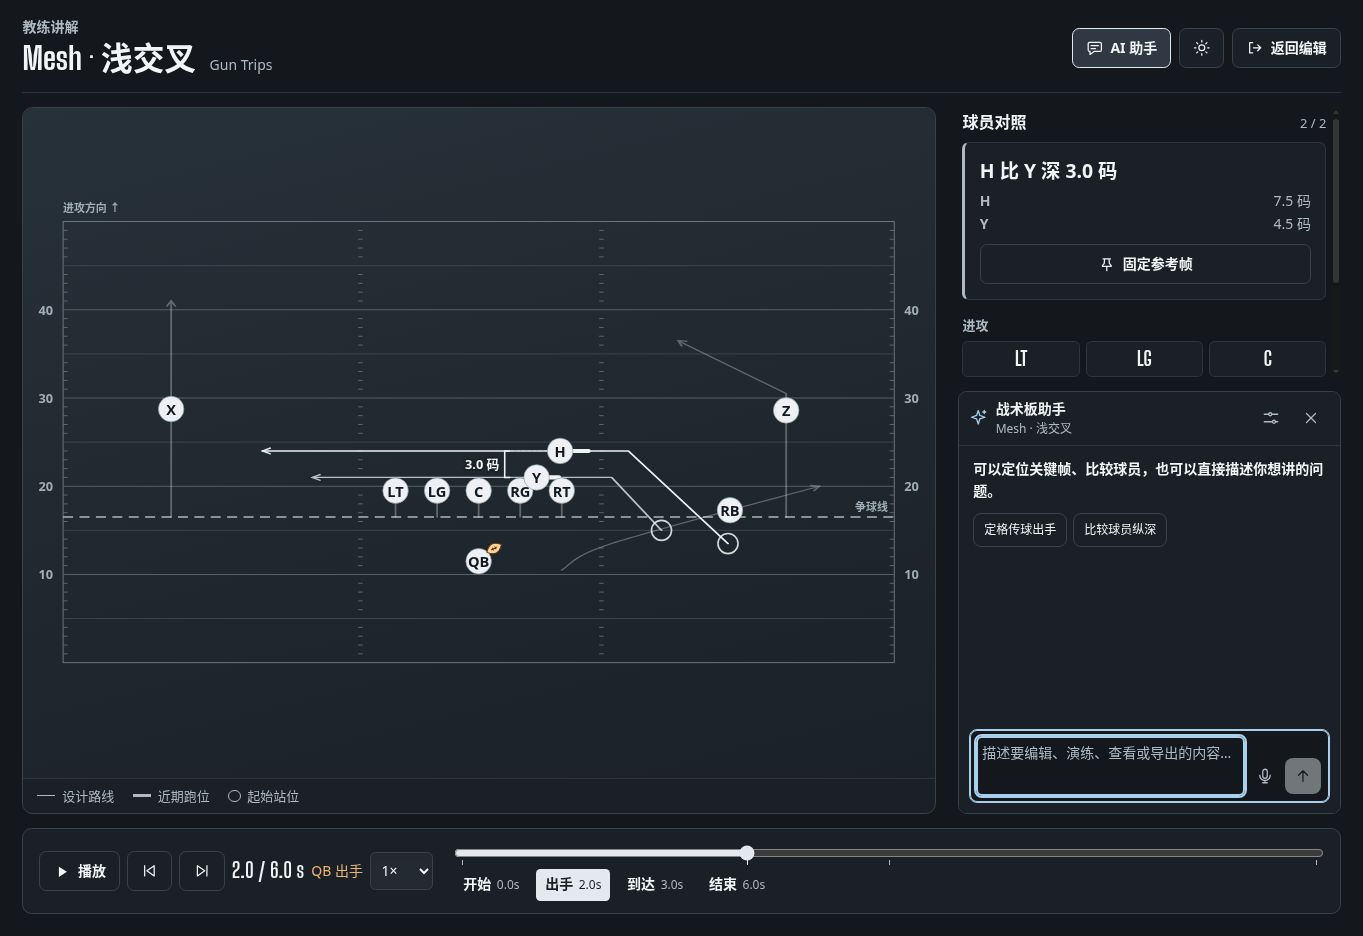 教练讲解
Mesh · 浅交叉 Gun Trips
AI 助手
返回编辑
进攻方向 ↑
40 40
30 30
20 20
10 10
X
Z
H
3.0 码
Y
LT LG C RG RT
争球线
RB
QB
设计路线 近期跑位 起始站位
球员对照 2 / 2
H 比 Y 深 3.0 码
H 7.5 码
Y 4.5 码
固定参考帧
进攻
LT LG C
战术板助手
Mesh · 浅交叉
可以定位关键帧、比较球员，也可以直接描述你想讲的问
题。
定格传球出手 比较球员纵深
描述要编辑、演练、查看或导出的内容...
播放 2.0 / 6.0 s QB 出手 1×
开始 0.0s 出手 2.0s 到达 3.0s 结束 6.0s